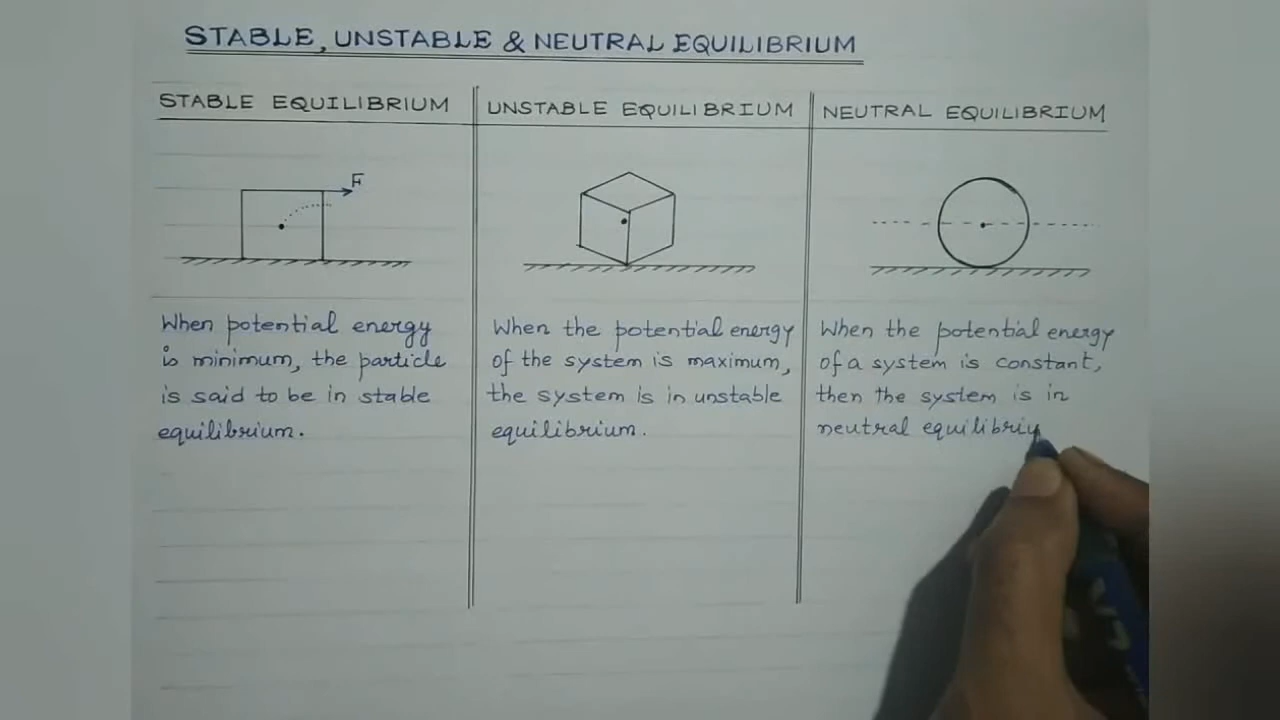 STABLE, UNSTABLE & NEUTRAL EQUILIBRIUM
STABLE EQUILIBRIUM
F
When potential energy
is minimum, the particle
is said to be in stable
equilibrium.
UNSTABLE EQUILIBRIUM
When the potential energy
of the system is maximum,
the system is in unstable
equilibrium.
NEUTRAL EQUILIBRIUM
When the potential energy
of a system is constant,
then the system is in
neutral equilibriu